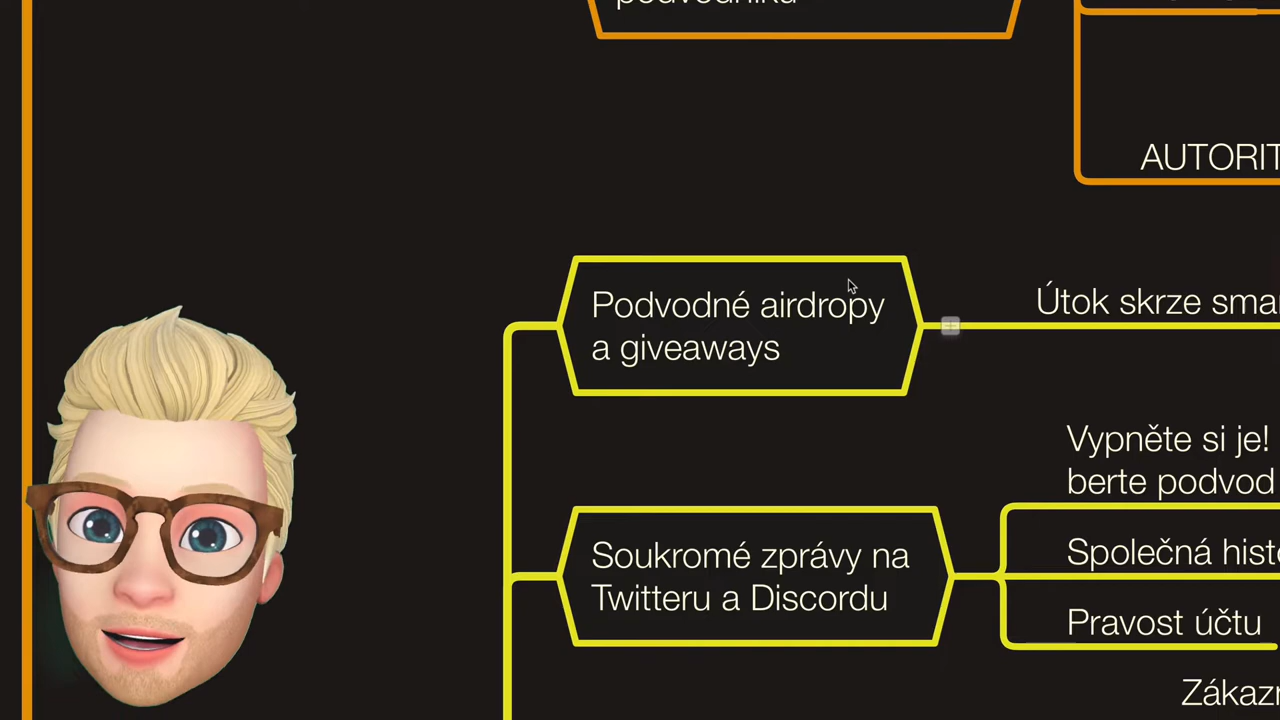 AUTORIT
Podvodné airdropy
a giveaways
Útok skrze sma
Vypněte si je!
berte podvod
Soukromé zprávy na
Twitteru a Discordu
Společná hist
Pravost účtu
Zákazn